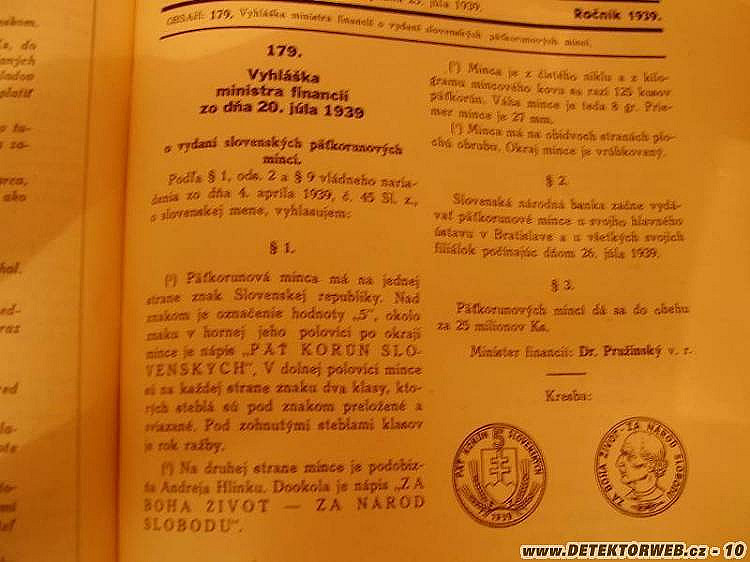 25. júla 1939.
Ročník 1939.
OBSAH: 179. Vyhláška ministra financií o vydaní slovenských päťkorunových mincí.
179.
Vyhláška
ministra financií
zo dňa 20. júla 1939
o vydaní slovenských päťkorunových
mincí.
Podľa § 1, ods. 2 a § 9 vládneho naria-
denia zo dňa 4. apríla 1939, č. 45 Sl. z.,
o slovenskej mene, vyhlasujem:
§ 1.
(¹) Päťkorunová minca má na jednej
strane znak Slovenskej republiky. Nad
znakom je označenie hodnoty „5", okolo
znaku v hornej jeho polovici po okraji
mince je nápis „PÄŤ KORÚN SLO-
VENSKÝCH", V dolnej polovici mince
sú na každej strane znaku dva klasy, kto-
rých steblá sú pod znakom preložené a
zviazané. Pod zohnutými steblami klasov
je rok ražby.
(²) Na druhej strane mince je podobiz-
ňa Andreja Hlinku. Dookola je nápis „ZA
BOHA ŽIVOT — ZA NÁROD
SLOBODU".
(³) Minca je z čistého niklu a z kilo-
gramu mincového kovu sa razí 125 kusov
päťkorún. Váha mince je teda 8 gr. Prie-
mer mince je 27 mm.
(⁴) Minca má na obidvoch stranách plo-
chú obrubu. Okraj mince je vrúbkovaný.
§ 2.
Slovenská národná banka začne vydá-
vať päťkorunové mince u svojho hlavného
ústavu v Bratislave a u všetkých svojich
filiálok počínajúc dňom 26. júla 1939.
§ 3.
Päťkorunových mincí dá sa do obehu
za 25 milionov Ks.
Minister financií: Dr. Pružinský v. r.
Kresba:
PÄŤ KORÚN SLOVENSKÝCH
5
1939
ZA BOHA ŽIVOT - ZA NÁROD SLOBODU
www.DETEKTORWEB.cz - 10